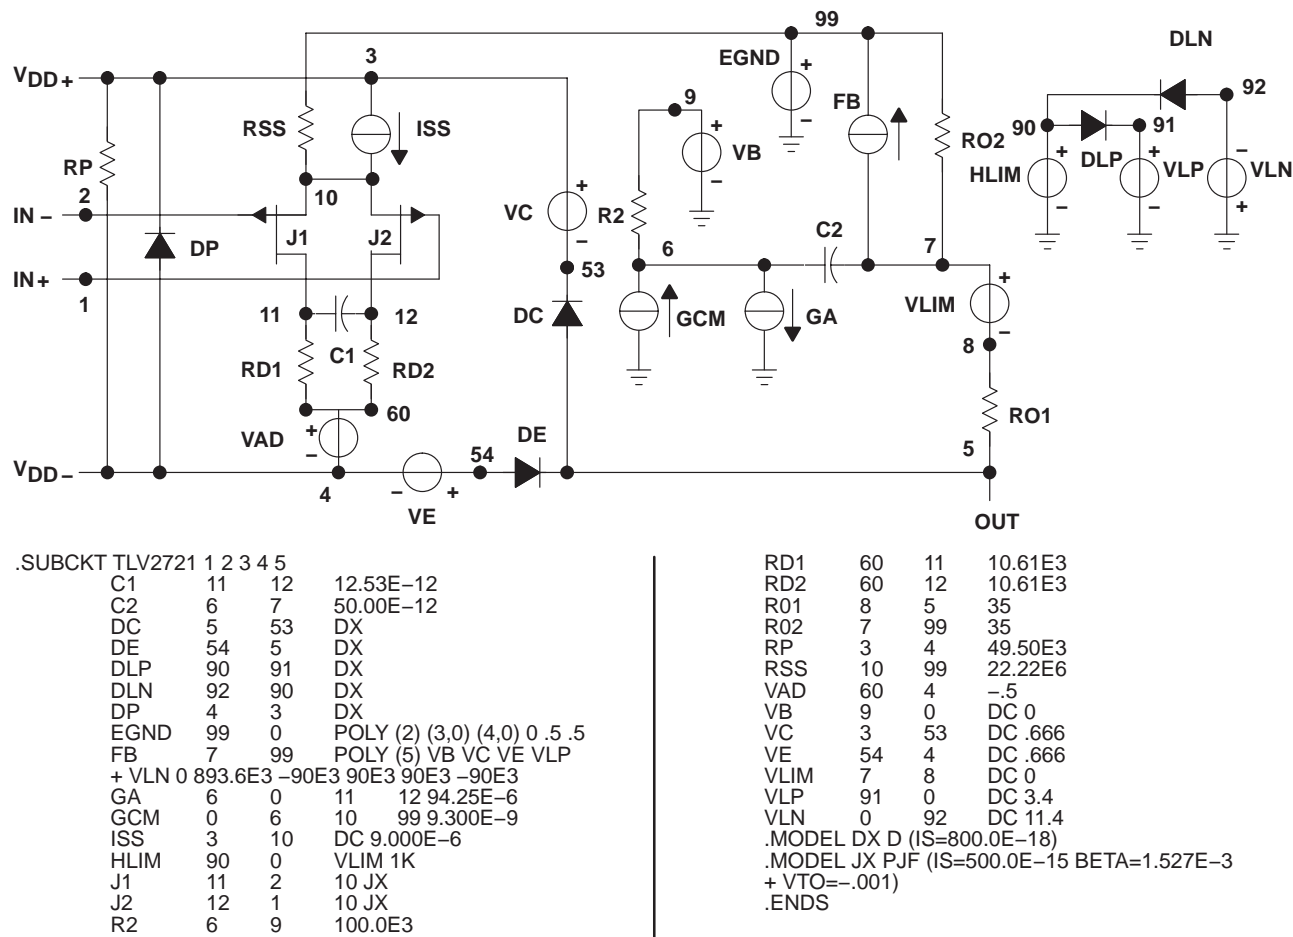 99
DLN
3
VDD+
EGND
+
−
FB
92
9
RSS
ISS
+
VB
−
RO2
90
91
DLP
RP
HLIM
+
−
+
−
VLP
−
+
VLN
2
10
IN −
VC
+
−
R2
C2
J1
J2
6
7
DP
IN+
53
1
GCM
GA
VLIM
+
−
11
12
DC
C1
8
RD1
RD2
60
RO1
VAD
+
−
DE
54
5
VDD−
4
−
+
VE
OUT
.SUBCKT TLV2721 1 2 3 4 5
C1 11 12 12.53E−12
C2 6 7 50.00E−12
DC 5 53 DX
DE 54 5 DX
DLP 90 91 DX
DLN 92 90 DX
DP 4 3 DX
EGND 99 0 POLY (2) (3,0) (4,0) 0 .5 .5
FB 7 99 POLY (5) VB VC VE VLP
+ VLN 0 893.6E3 −90E3 90E3 90E3 −90E3
GA 6 0 11 12 94.25E−6
GCM 0 6 10 99 9.300E−9
ISS 3 10 DC 9.000E−6
HLIM 90 0 VLIM 1K
J1 11 2 10 JX
J2 12 1 10 JX
R2 6 9 100.0E3
RD1 60 11 10.61E3
RD2 60 12 10.61E3
R01 8 5 35
R02 7 99 35
RP 3 4 49.50E3
RSS 10 99 22.22E6
VAD 60 4 −.5
VB 9 0 DC 0
VC 3 53 DC .666
VE 54 4 DC .666
VLIM 7 8 DC 0
VLP 91 0 DC 3.4
VLN 0 92 DC 11.4
.MODEL DX D (IS=800.0E−18)
.MODEL JX PJF (IS=500.0E−15 BETA=1.527E−3
+ VTO=−.001)
.ENDS